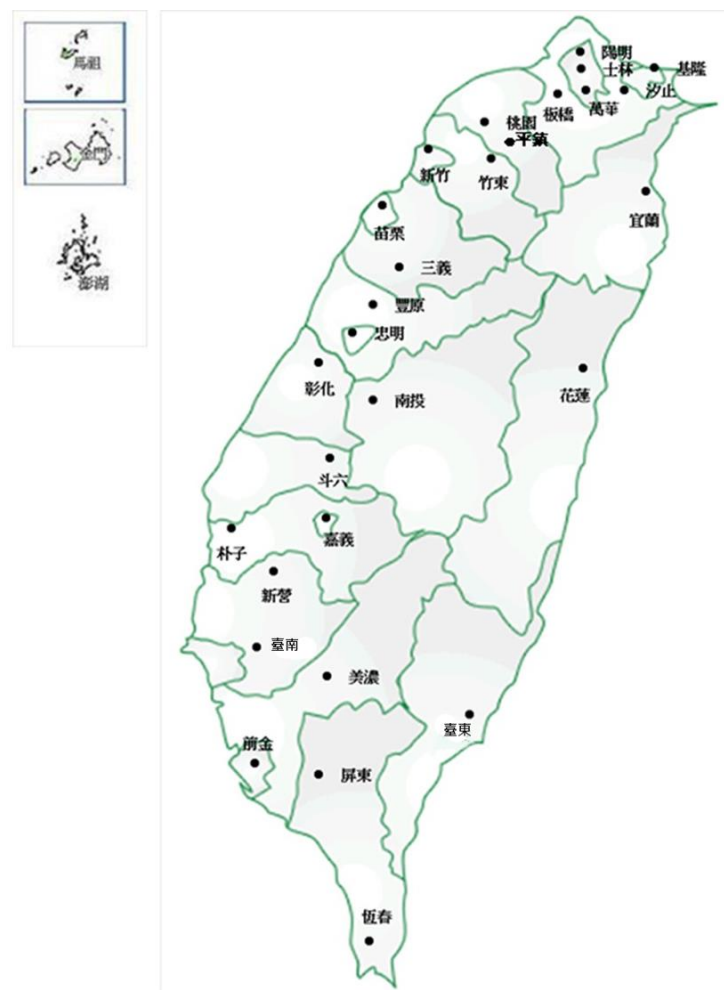 馬祖
金門
澎湖
陽明
士林
基隆
汐止
萬華
板橋
桃園
平鎮
新竹
竹東
宜蘭
苗栗
三義
豐原
忠明
彰化
花蓮
南投
斗六
嘉義
朴子
新營
臺南
美濃
臺東
前金
屏東
恆春